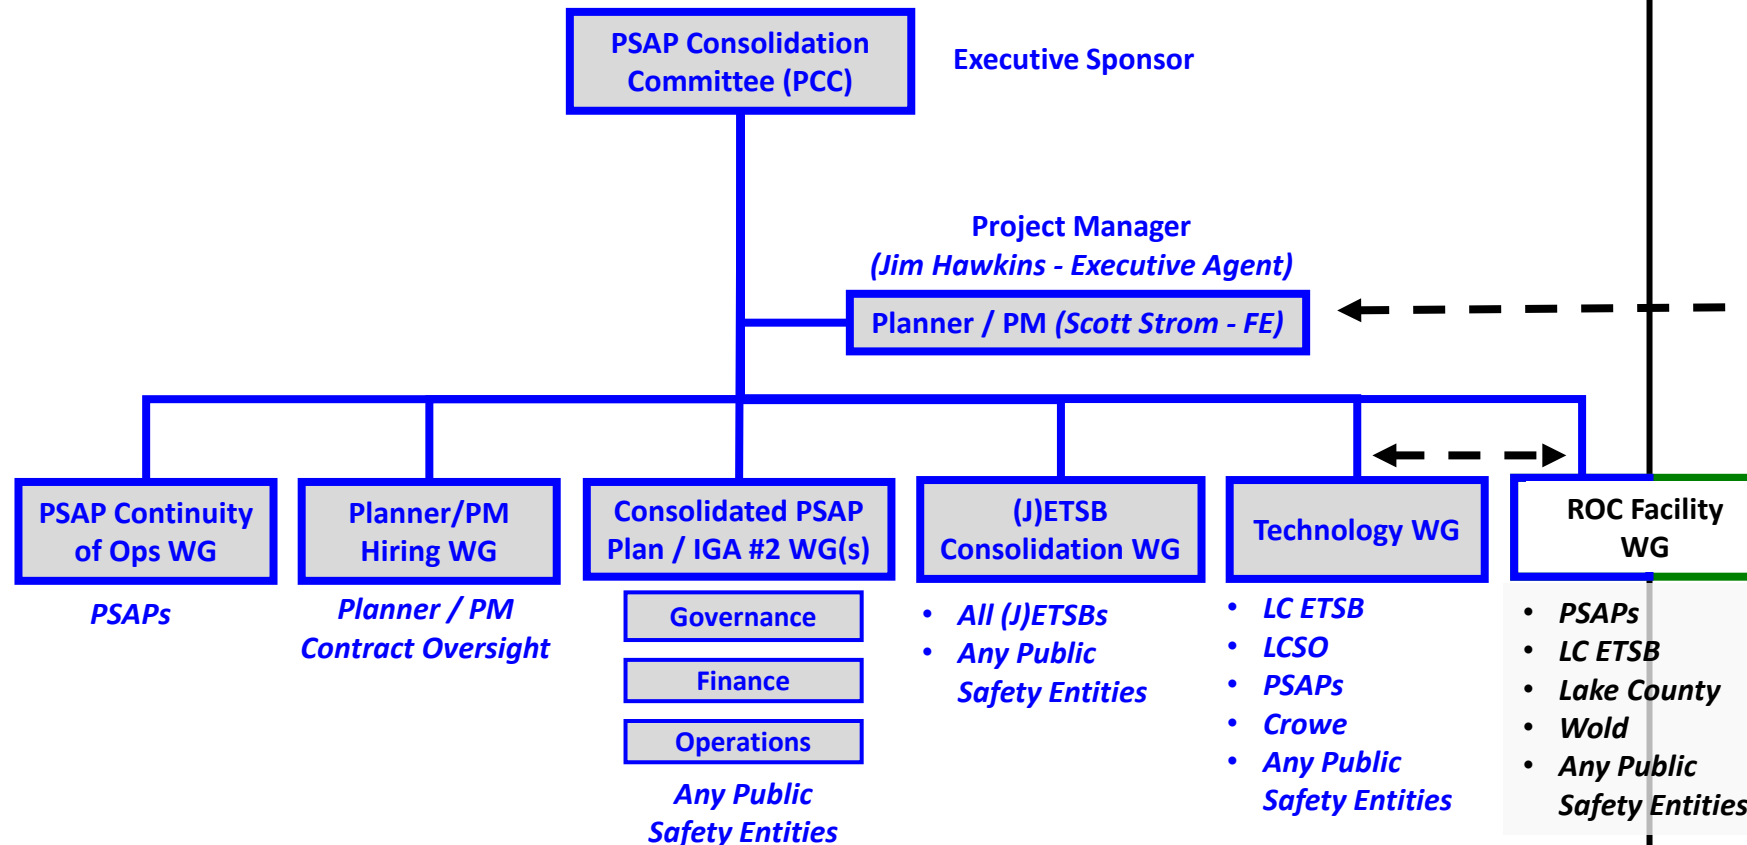 PSAP Consolidation
Committee (PCC)
Executive Sponsor
Project Manager
(Jim Hawkins - Executive Agent)
Planner / PM (Scott Strom - FE)
PSAP Continuity
of Ops WG
PSAPs
Planner/PM
Hiring WG
Planner / PM
Contract Oversight
Consolidated PSAP
Plan / IGA #2 WG(s)
Governance
Finance
Operations
Any Public
Safety Entities
(J)ETSB
Consolidation WG
• All (J)ETSBs
• Any Public
Safety Entities
Technology WG
• LC ETSB
• LCSO
• PSAPs
• Crowe
• Any Public
Safety Entities
ROC Facility
WG
• PSAPs
• LC ETSB
• Lake County
• Wold
• Any Public
Safety Entities